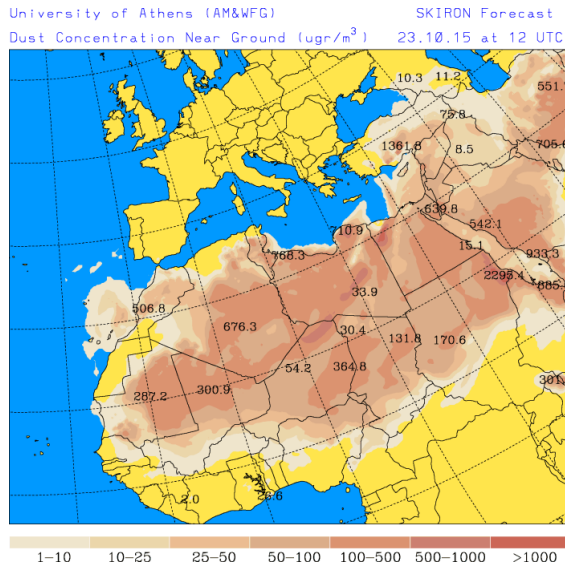 University of Athens (AM&WFG) SKIRON Forecast
Dust Concentration Near Ground (ugr/m³) 23.10.15 at 12 UTC
10.3 11.2
551.
75.8
1361.8 8.5 705.
639.8
710.9 542.1
768.3 15.1 933.3
2295.4
33.9
506.8
676.3 30.4
131.8 170.6
54.2 364.8
287.2 300.9 301.
2.0 26.6
1–10 10–25 25–50 50–100 100–500 500–1000 >1000